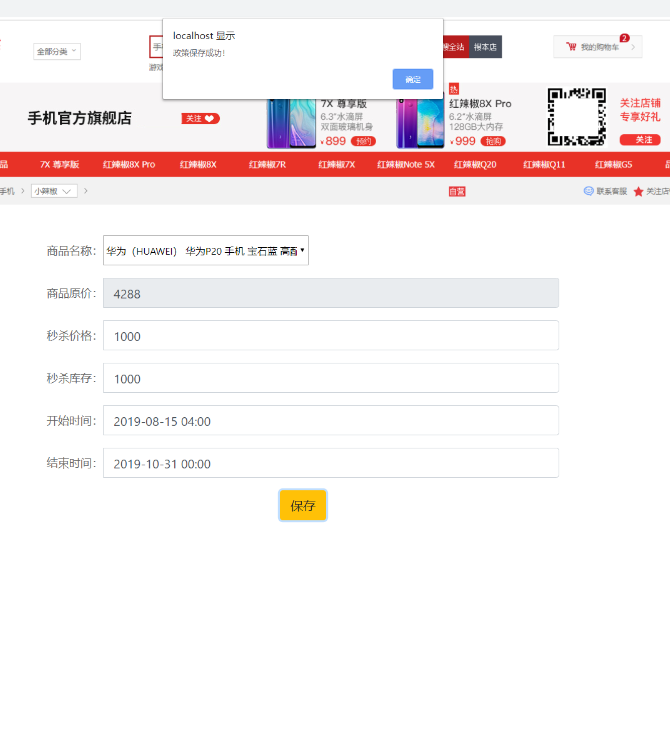 localhost 显示
政策保存成功!
确定
全部分类
搜全站 搜本店
2
我的购物车
手机官方旗舰店
关注
7X 尊享版
6.3"水滴屏
双面玻璃机身
¥899 预约
热
红辣椒8X Pro
6.2"水滴屏
128GB大内存
¥999 抢购
关注店铺
专享好礼
关注
品 7X 尊享版 红辣椒8X Pro 红辣椒8X 红辣椒7R 红辣椒7X 红辣椒Note 5X 红辣椒Q20 红辣椒Q11 红辣椒G5
手机 > 小辣椒 > 自营 联系客服 关注店
商品名称: 华为(HUAWEI) 华为P20 手机 宝石蓝 高配
商品原价: 4288
秒杀价格: 1000
秒杀库存: 1000
开始时间: 2019-08-15 04:00
结束时间: 2019-10-31 00:00
保存